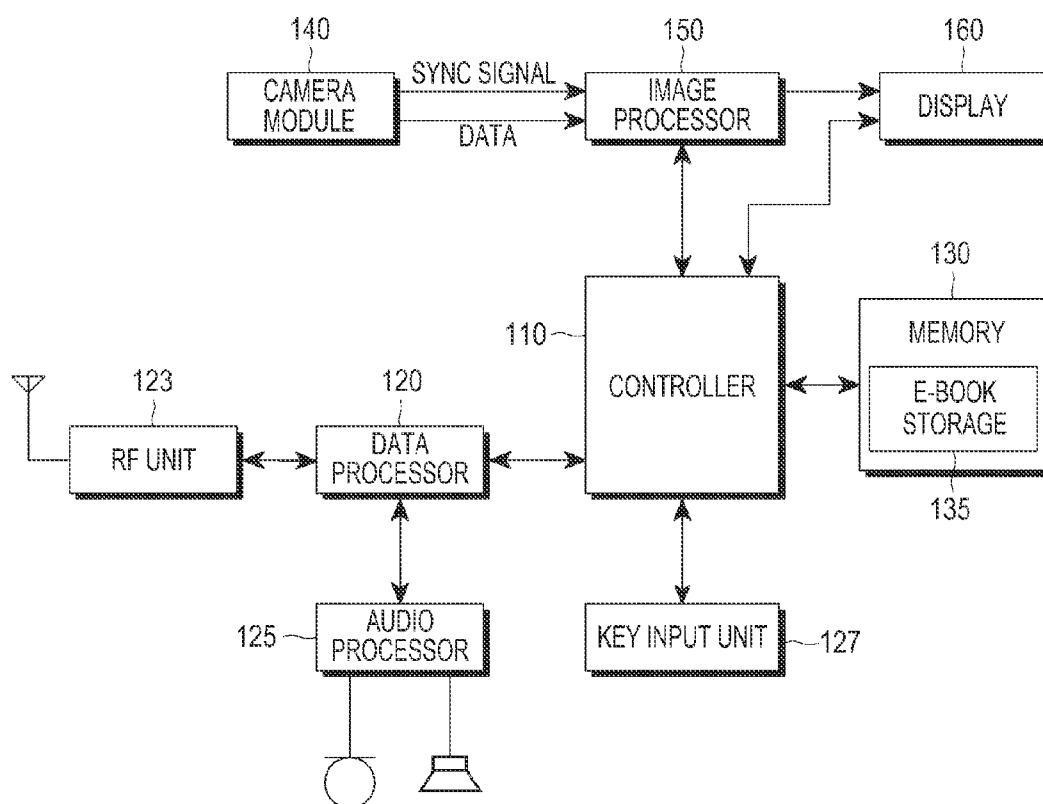 140
150
160
CAMERA
MODULE
SYNC SIGNAL
DATA
IMAGE
PROCESSOR
DISPLAY
130
MEMORY
E-BOOK
STORAGE
135
110
CONTROLLER
123
RF UNIT
120
DATA
PROCESSOR
125
AUDIO
PROCESSOR
KEY INPUT UNIT
127